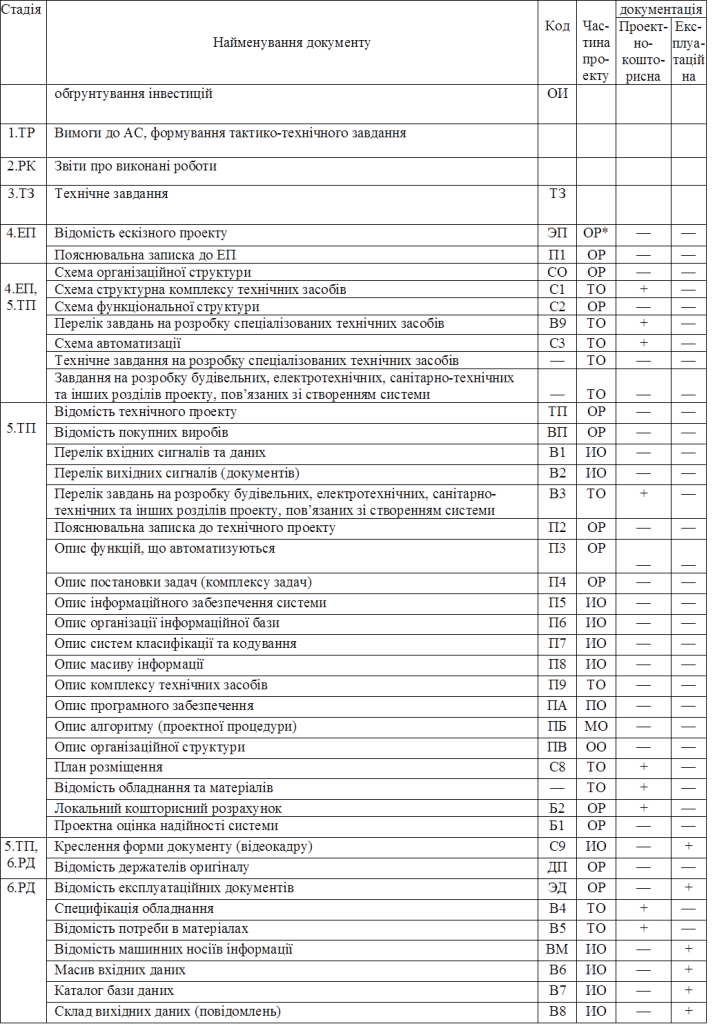 Стадія Найменування документу Код Час-тина про-екту документація
Проект-но-кошто-рисна Екс-плуа-таційна
обґрунтування інвестицій ОИ
1.ТР Вимоги до АС, формування тактико-технічного завдання
2.РК Звіти про виконані роботи
3.ТЗ Технічне завдання ТЗ
4.ЕП Відомість ескізного проекту ЭП ОР* — —
Пояснювальна записка до ЕП П1 ОР — —
4.ЕП, 5.ТП Схема організаційної структури СО ОР — —
Схема структурна комплексу технічних засобів С1 ТО + —
Схема функціональної структури С2 ОР — —
Перелік завдань на розробку спеціалізованих технічних засобів В9 ТО + —
Схема автоматизації С3 ТО + —
Технічне завдання на розробку спеціалізованих технічних засобів — ТО — —
Завдання на розробку будівельних, електротехнічних, санітарно-технічних
та інших розділів проекту, пов’язаних зі створенням системи — ТО — —
5.ТП Відомість технічного проекту ТП ОР — —
Відомість покупних виробів ВП ОР — —
Перелік вхідних сигналів та даних В1 ИО — —
Перелік вихідних сигналів (документів) В2 ИО — —
Перелік завдань на розробку будівельних, електротехнічних, санітарно- В3 ТО + —
технічних та інших розділів проекту, пов’язаних зі створенням системи
Пояснювальна записка до технічного проекту П2 ОР — —
Опис функцій, що автоматизуються П3 ОР
— —
Опис постановки задач (комплексу задач) П4 ОР — —
Опис інформаційного забезпечення системи П5 ИО — —
Опис організації інформаційної бази П6 ИО — —
Опис систем класифікації та кодування П7 ИО — —
Опис масиву інформації П8 ИО — —
Опис комплексу технічних засобів П9 ТО — —
Опис програмного забезпечення ПА ПО — —
Опис алгоритму (проектної процедури) ПБ МО — —
Опис організаційної структури ПВ ОО — —
План розміщення С8 ТО + —
Відомість обладнання та матеріалів — ТО + —
Локальний кошторисний розрахунок Б2 ОР + —
Проектна оцінка надійності системи Б1 ОР — —
5.ТП, 6.РД Креслення форми документу (відеокадру) С9 ИО — +
Відомість держателів оригіналу ДП ОР — —
6.РД Відомість експлуатаційних документів ЭД ОР — +
Специфікація обладнання В4 ТО + —
Відомість потреби в матеріалах В5 ТО + —
Відомість машинних носіїв інформації ВМ ИО — +
Масив вхідних даних В6 ИО — +
Каталог бази даних В7 ИО — +
Склад вихідних даних (повідомлень) В8 ИО — +